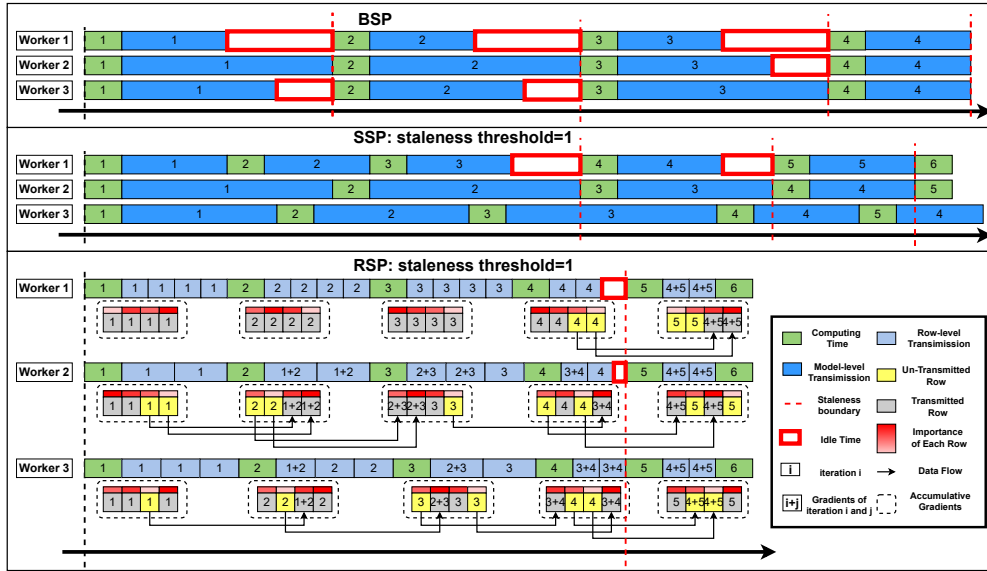 BSP
Worker 1 1 1 2 2 3 3 4 4
Worker 2 1 1 2 2 3 3 4 4
Worker 3 1 1 2 2 3 3 4 4
SSP: staleness threshold=1
Worker 1 1 1 2 2 3 3 4 4 5 5 6
Worker 2 1 1 2 2 3 3 4 4 5
Worker 3 1 1 2 2 3 3 4 4 5 4
RSP: staleness threshold=1
Worker 1 1 1 1 1 1 2 2 2 2 2 3 3 3 3 3 4 4 4 5 4+5 4+5 6
1 1 1 1 2 2 2 2 3 3 3 3 4 4 4 4 5 5 4+5 4+5
Worker 2 1 1 1 2 1+2 1+2 3 2+3 2+3 3 4 3+4 4 5 4+5 4+5 6
1 1 1 1 2 2 1+2 1+2 2+3 2+3 3 3 4 4 4 3+4 4+5 5 4+5 5
Worker 3 1 1 1 1 2 1+2 2 2 3 2+3 3 4 3+4 3+4 5 4+5 4+5 6
1 1 1 1 2 2 1+2 2 3 2+3 3 3 3+4 4 4 3+4 5 4+5 4+5 5
Computing
Time
Row-level
Transimission
Model-level
Transimission
Un-Transmitted
Row
Staleness
boundary
Transmitted
Row
Idle Time
Importance
of Each Row
i
iteration i
Data Flow
i+j
Gradients of
iteration i and j
Accumulative
Gradients